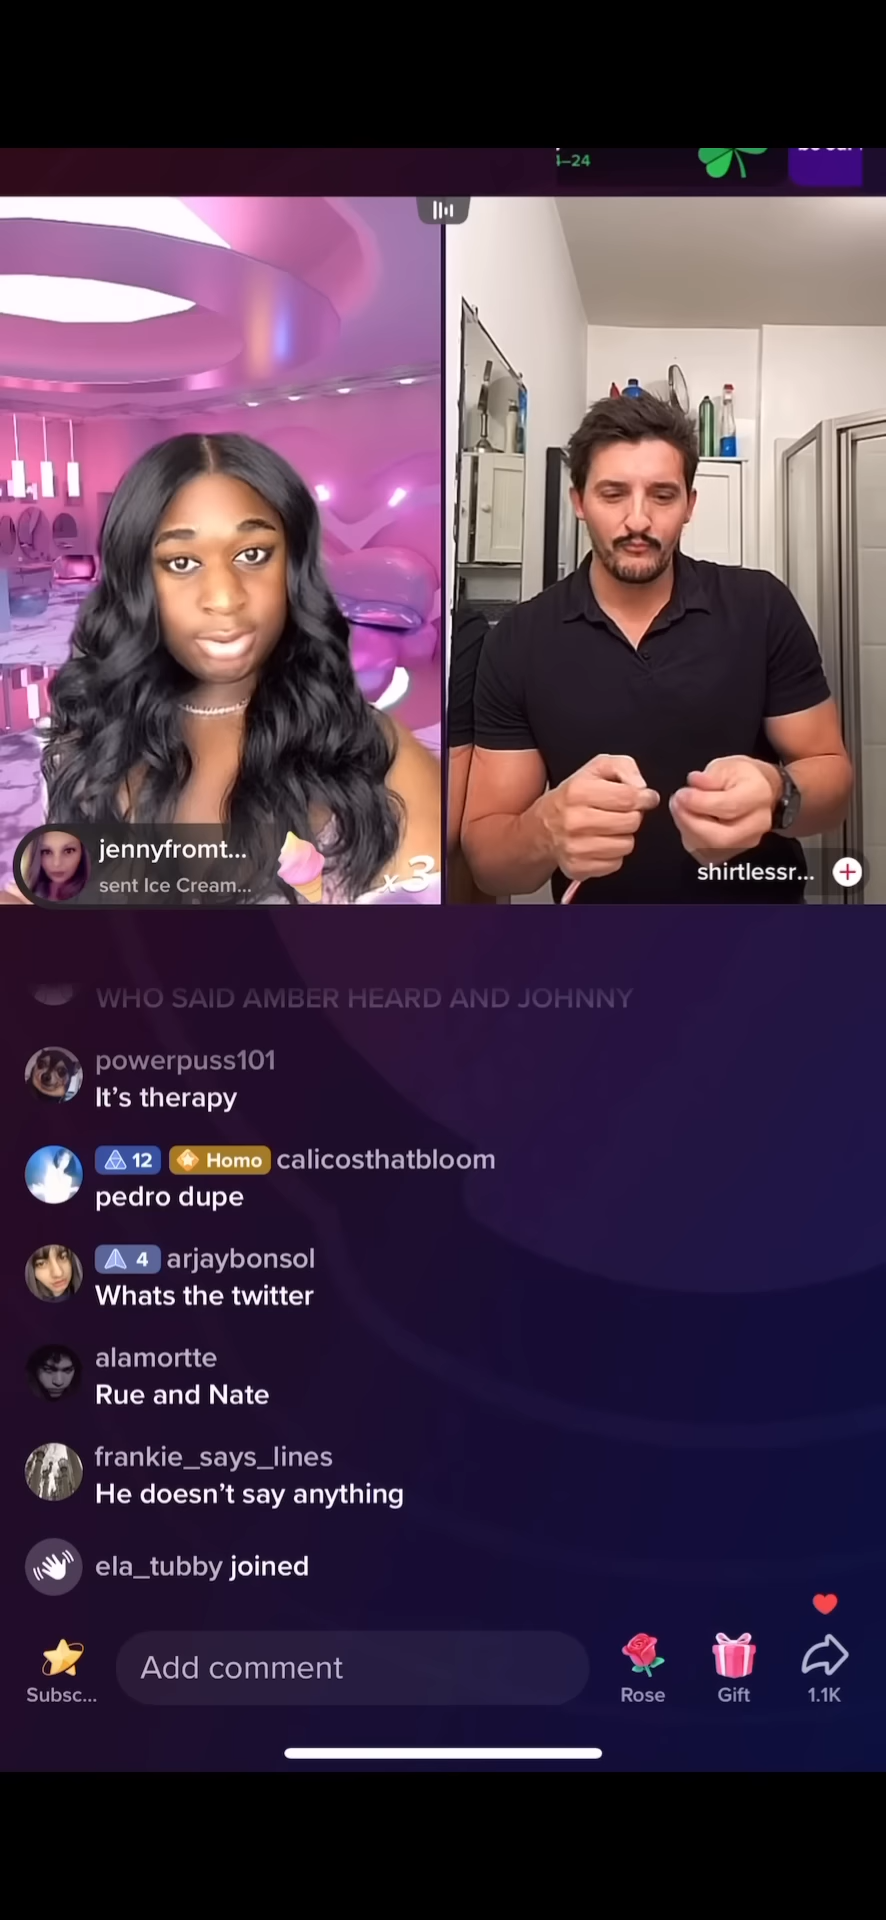 4–24
jennyfromt...
sent Ice Cream...
x3
shirtlessr...
WHO SAID AMBER HEARD AND JOHNNY
powerpuss101
It’s therapy
12 Homo calicosthatbloom
pedro dupe
4 arjaybonsol
Whats the twitter
alamortte
Rue and Nate
frankie_says_lines
He doesn’t say anything
ela_tubby joined
Add comment
Subsc...
Rose
Gift
1.1K